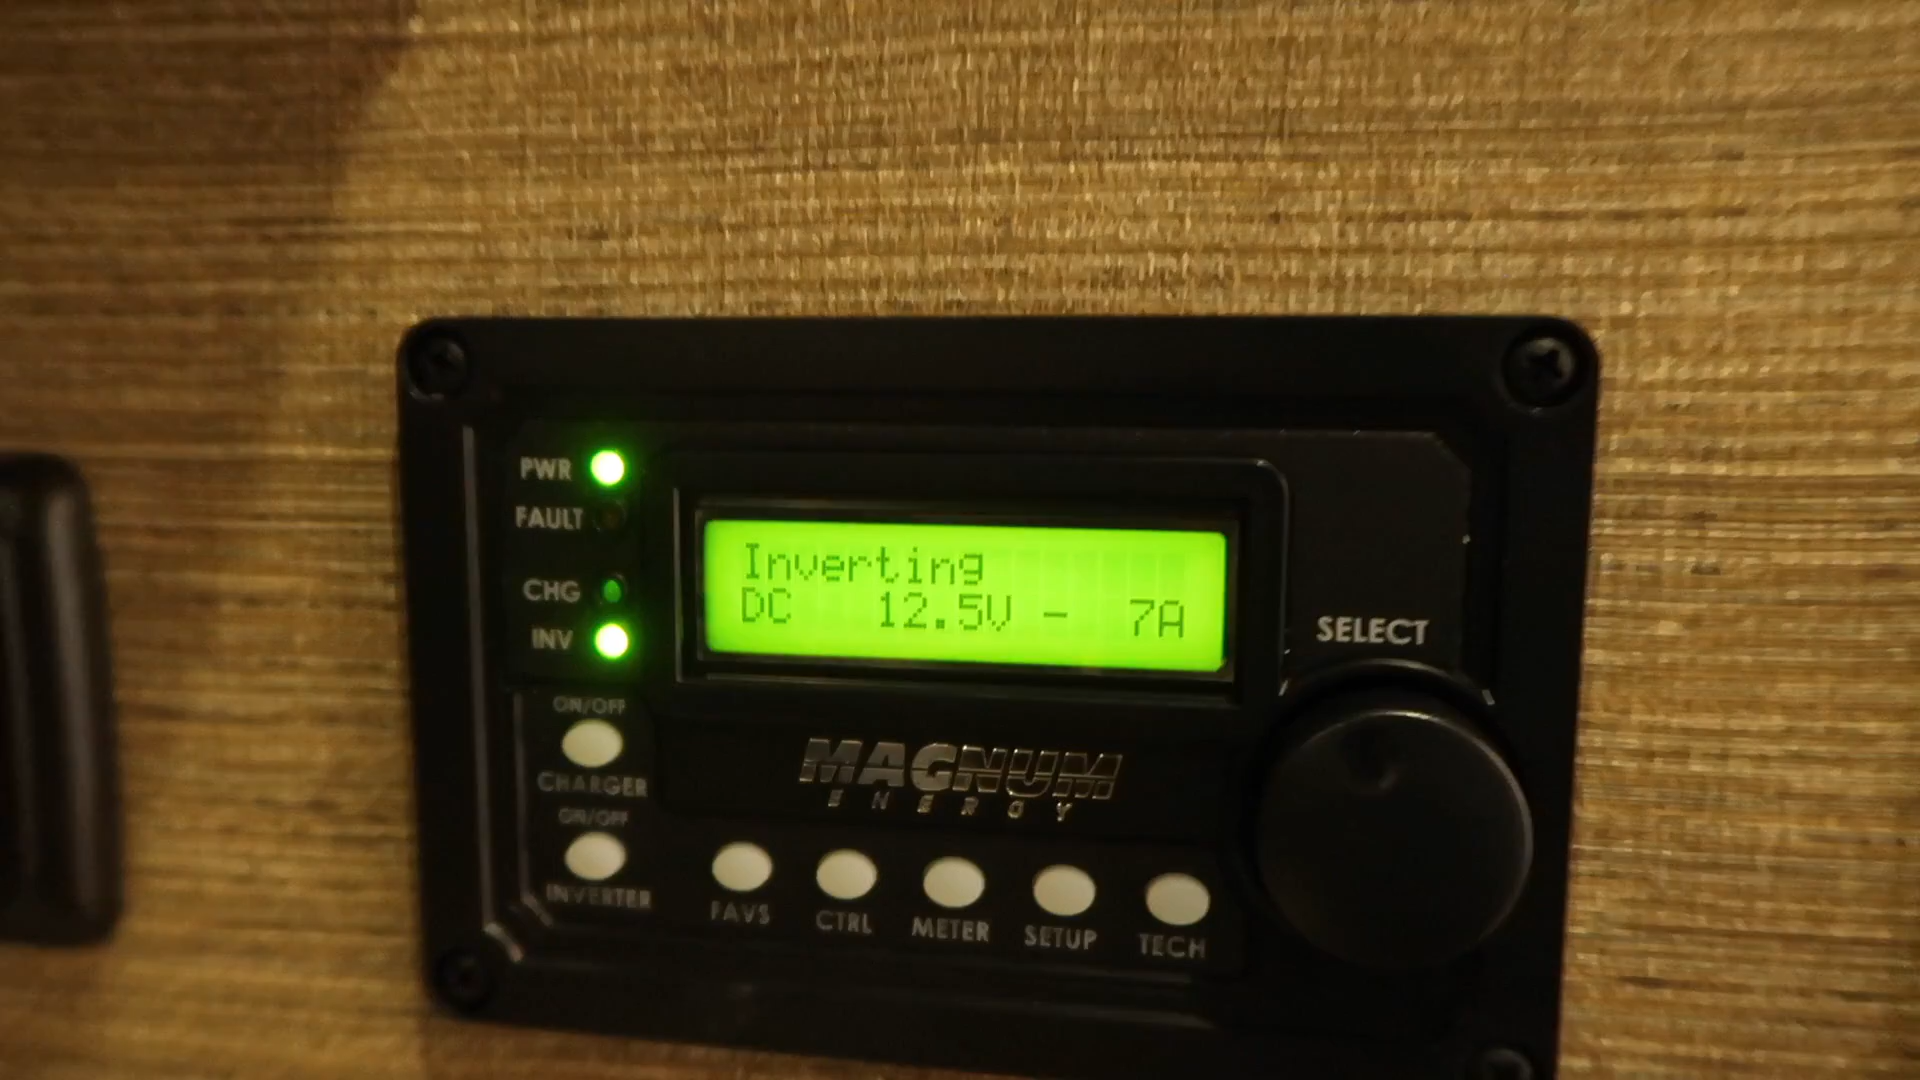 PWR
FAULT
CHG
INV
Inverting
DC 12.5V - 7A
SELECT
ON/OFF
CHARGER
ON/OFF
INVERTER
MAGNUM
ENERGY
FAVS
CTRL
METER
SETUP
TECH